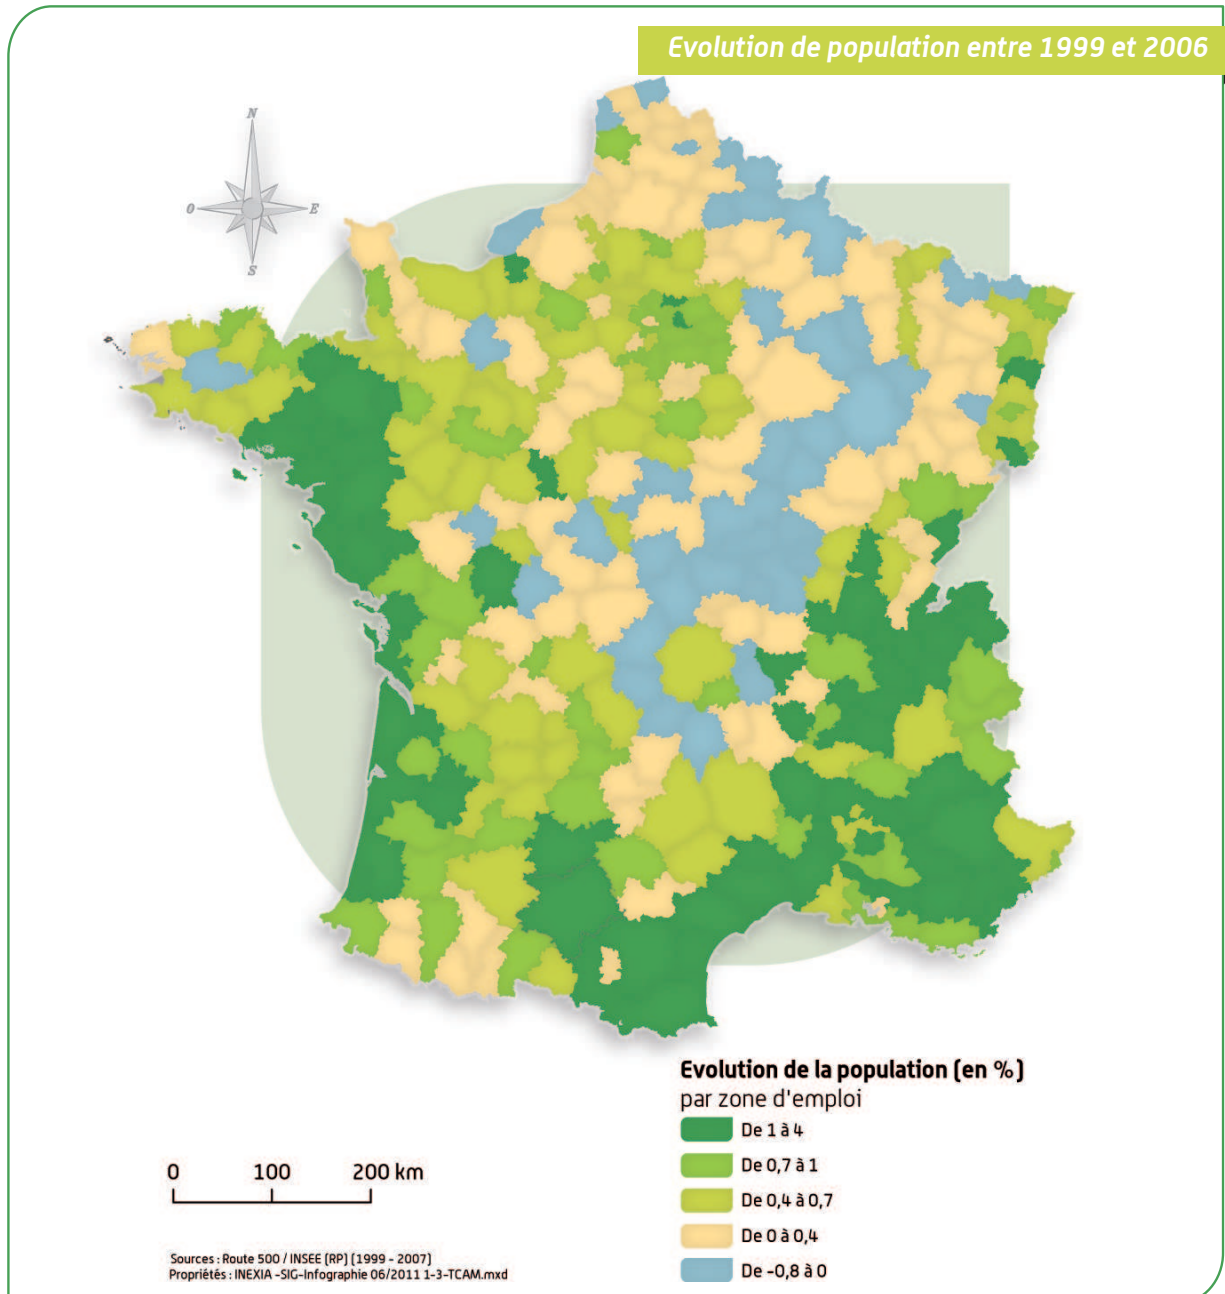 Evolution de population entre 1999 et 2006
N
O
E
S
Evolution de la population (en %)
par zone d'emploi
De 1 à 4
De 0,7 à 1
De 0,4 à 0,7
De 0 à 0,4
De -0,8 à 0
0 100 200 km
Sources : Route 500 / INSEE (RP) (1999 - 2007)
Propriétés : INEXIA -SIG-Infographie 06/2011 1-3-TCAM.mxd